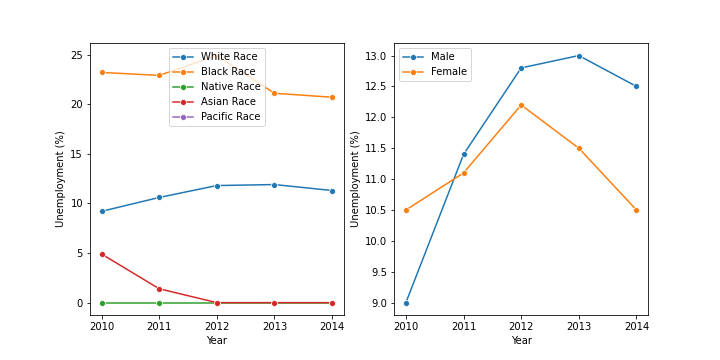 White Race
Black Race
Native Race
Asian Race
Pacific Race
25
20
15
10
5
0
Unemployment (%)
2010 2011 2012 2013 2014
Year
Male
Female
13.0
12.5
12.0
11.5
11.0
10.5
10.0
9.5
9.0
Unemployment (%)
2010 2011 2012 2013 2014
Year